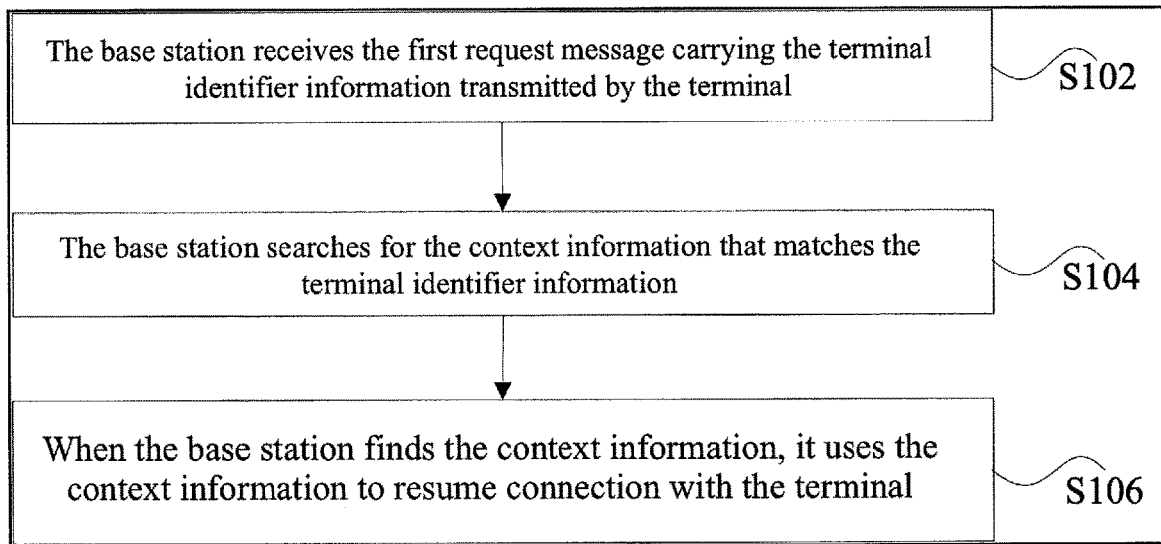 The base station receives the first request message carrying the terminal
identifier information transmitted by the terminal
S102
The base station searches for the context information that matches the
terminal identifier information
S104
When the base station finds the context information, it uses the
context information to resume connection with the terminal
S106